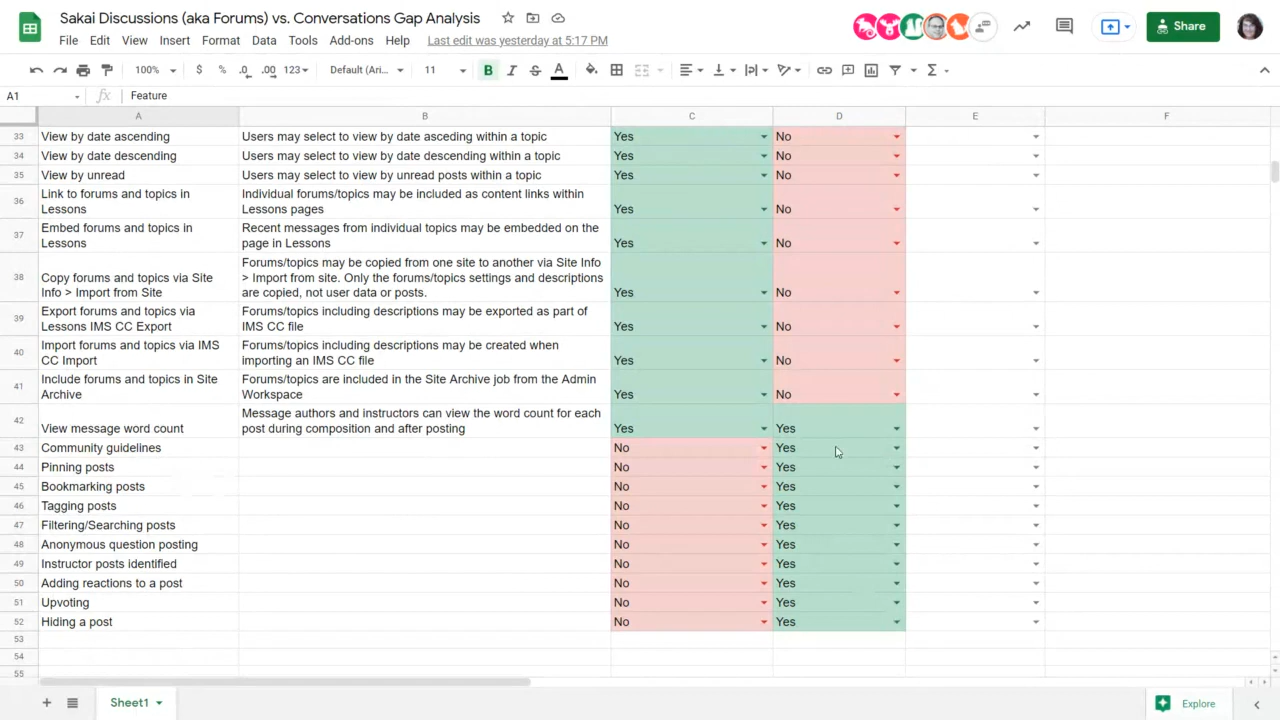 Sakai Discussions (aka Forums) vs. Conversations Gap Analysis
File Edit View Insert Format Data Tools Add-ons Help Last edit was yesterday at 5:17 PM
Share
100% $ % .0 .00 123 Default (Ari... 11 B I S A Σ
A1 fx Feature
A B C D E F
33 View by date ascending Users may select to view by date asceding within a topic Yes No
34 View by date descending Users may select to view by date descending within a topic Yes No
35 View by unread Users may select to view by unread posts within a topic Yes No
36 Link to forums and topics in Individual forums/topics may be included as content links within
Lessons Lessons pages Yes No
37 Embed forums and topics in Recent messages from individual topics may be embedded on the
Lessons page in Lessons Yes No
Forums/topics may be copied from one site to another via Site Info
38 Copy forums and topics via Site > Import from site. Only the forums/topics settings and descriptions
Info > Import from Site are copied, not user data or posts. Yes No
39 Export forums and topics via Forums/topics including descriptions may be exported as part of
Lessons IMS CC Export IMS CC file Yes No
40 Import forums and topics via IMS Forums/topics including descriptions may be created when
CC Import importing an IMS CC file Yes No
41 Include forums and topics in Site Forums/topics are included in the Site Archive job from the Admin
Archive Workspace Yes No
42 Message authors and instructors can view the word count for each
View message word count post during composition and after posting Yes Yes
43 Community guidelines No Yes
44 Pinning posts No Yes
45 Bookmarking posts No Yes
46 Tagging posts No Yes
47 Filtering/Searching posts No Yes
48 Anonymous question posting No Yes
49 Instructor posts identified No Yes
50 Adding reactions to a post No Yes
51 Upvoting No Yes
52 Hiding a post No Yes
53
54
55
Sheet1 Explore